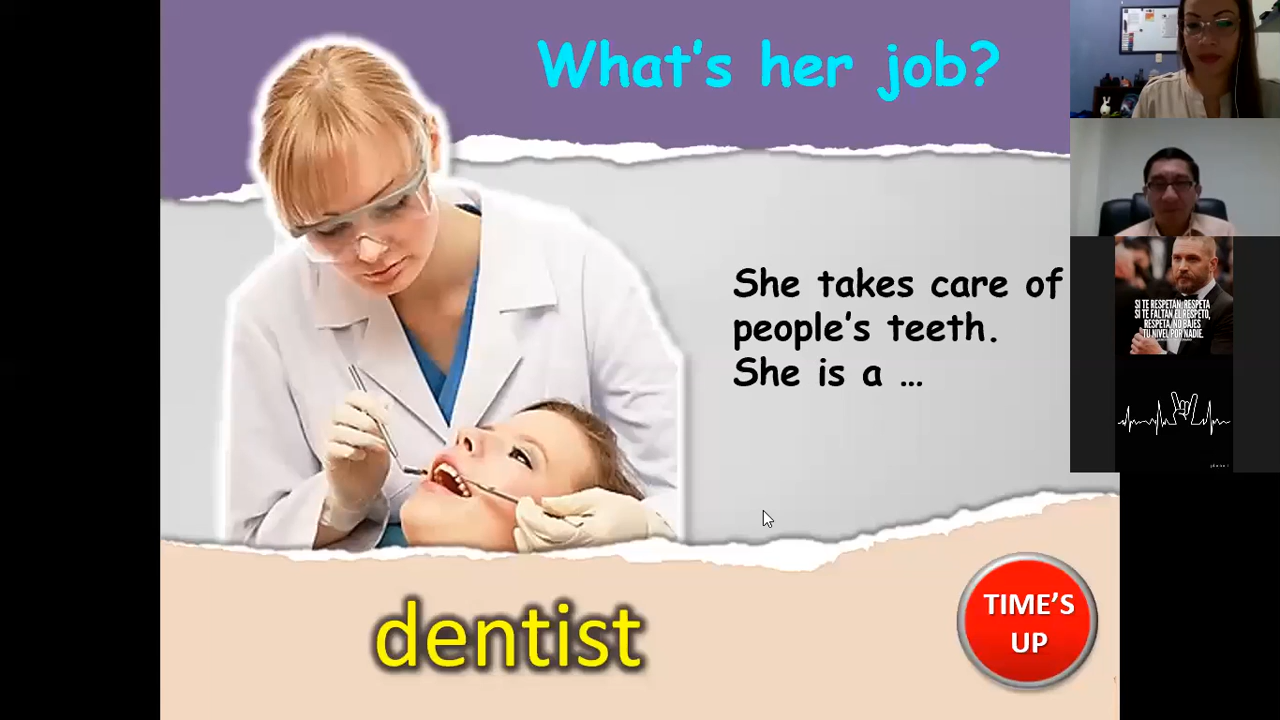 What's her job?
She takes care of
people's teeth.
She is a ...
dentist
TIME'S
UP
SI TE RESPETAN, RESPETA
SI TE FALTAN EL RESPETO,
RESPETA, NO BAJES
TU NIVEL POR NADIE.